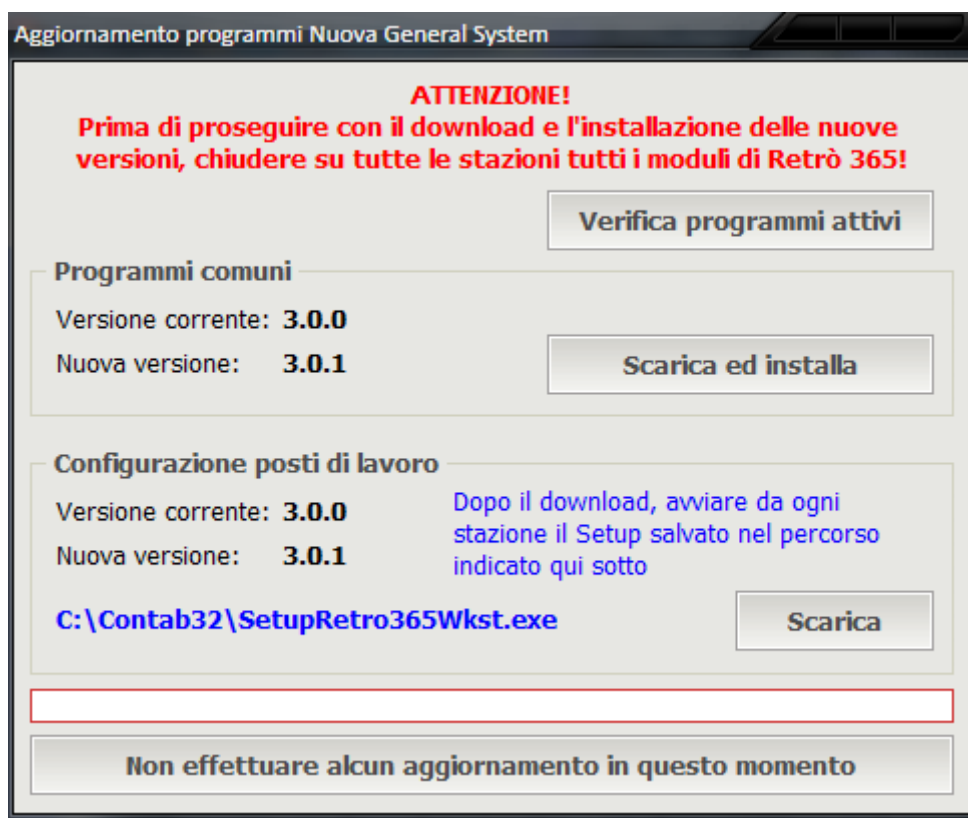 Aggiornamento programmi Nuova General System
ATTENZIONE!
Prima di proseguire con il download e l'installazione delle nuove
versioni, chiudere su tutte le stazioni tutti i moduli di Retrò 365!
Verifica programmi attivi
Programmi comuni
Versione corrente: 3.0.0
Nuova versione: 3.0.1
Scarica ed installa
Configurazione posti di lavoro
Versione corrente: 3.0.0
Nuova versione: 3.0.1
Dopo il download, avviare da ogni
stazione il Setup salvato nel percorso
indicato qui sotto
C:\Contab32\SetupRetro365Wkst.exe
Scarica
Non effettuare alcun aggiornamento in questo momento